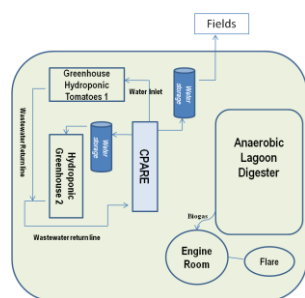 Fields
Greenhouse
Hydroponic
Tomatoes 1
Water Inlet
Water
storage
Wastewater Return line
Hydroponic
Greenhouse 2
Water
storage
CPARE
Anaerobic
Lagoon
Digester
Wastewater return line
Biogas
Engine
Room
Flare